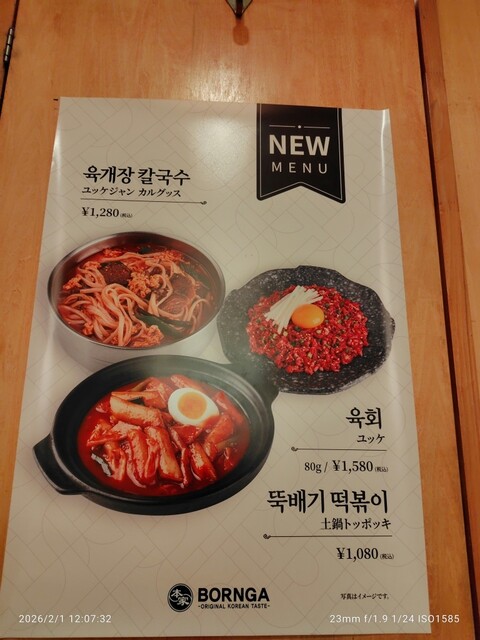 NEW
MENU
육개장 칼국수
ユッケジャン カルグッス
¥1,280(税込)
육회
ユッケ
80g / ¥1,580(税込)
뚝배기 떡볶이
土鍋トッポッキ
¥1,080(税込)
本家
BORNGA
-ORIGINAL KOREAN TASTE-
写真はイメージです。
2026/2/1 12:07:32
23mm f/1.9 1/24 ISO1585